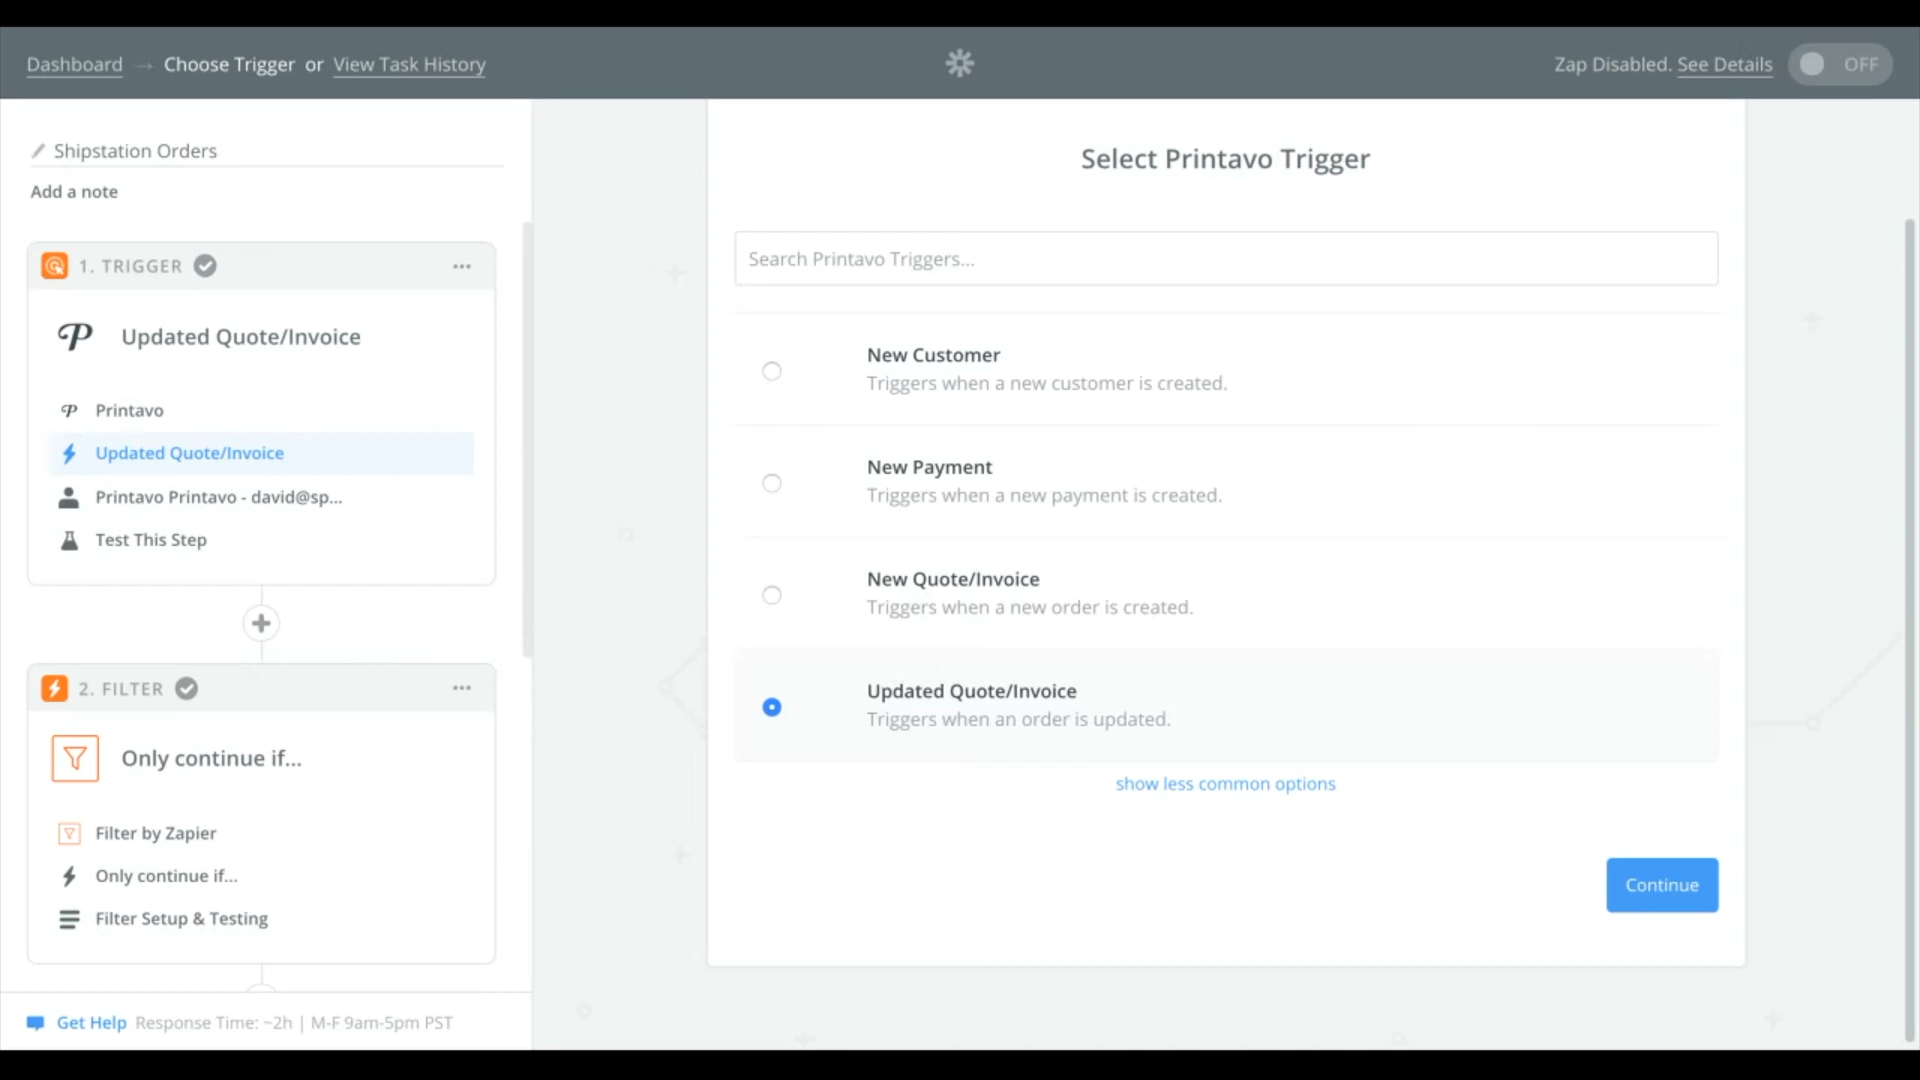 Dashboard → Choose Trigger or View Task History
Zap Disabled. See Details OFF
Shipstation Orders
Add a note
1. TRIGGER
Updated Quote/Invoice
Printavo
Updated Quote/Invoice
Printavo Printavo - david@sp...
Test This Step
2. FILTER
Only continue if...
Filter by Zapier
Only continue if...
Filter Setup & Testing
Get Help Response Time: ~2h | M-F 9am-5pm PST
Select Printavo Trigger
Search Printavo Triggers...
New Customer
Triggers when a new customer is created.
New Payment
Triggers when a new payment is created.
New Quote/Invoice
Triggers when a new order is created.
Updated Quote/Invoice
Triggers when an order is updated.
show less common options
Continue